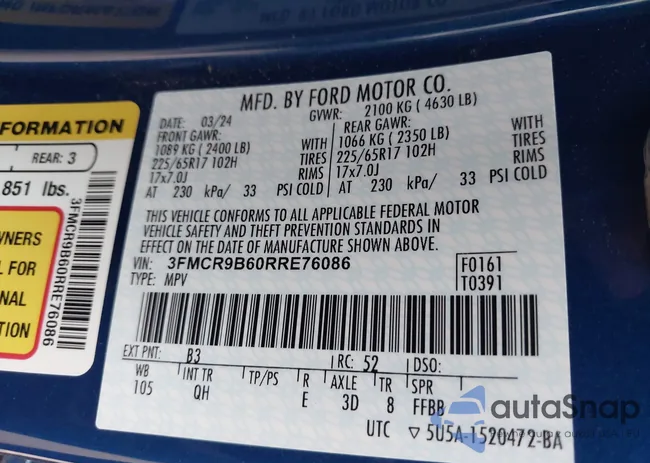 MFD. BY FORD MOTOR CO.
DATE: 03/24 GVWR: 2100 KG (4630 LB)
FRONT GAWR: REAR GAWR:
1089 KG (2400 LB) WITH 1066 KG (2350 LB) WITH
225/65R17 102H TIRES 225/65R17 102H TIRES
17x7.0J RIMS 17x7.0J RIMS
AT 230 kPa/ 33 PSI COLD AT 230 kPa/ 33 PSI COLD
THIS VEHICLE CONFORMS TO ALL APPLICABLE FEDERAL MOTOR
VEHICLE SAFETY AND THEFT PREVENTION STANDARDS IN
EFFECT ON THE DATE OF MANUFACTURE SHOWN ABOVE.
VIN: 3FMCR9B60RRE76086 F0161
TYPE: MPV T0391
EXT PNT: B3 RC: 52 DSO:
WB INT TR TP/PS R AXLE TR SPR
105 QH E 3D 8 FFBB
UTC ▽ 5U5A-1520472-BA
FORMATION
REAR: 3
851 lbs.
WNERS
L FOR
NAL
TION
3FMCR9B60RRE76086
autoSnap